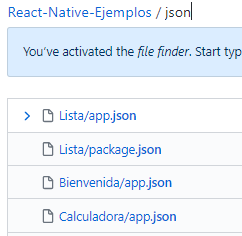 React-Native-Ejemplos / json
You've activated the file finder. Start typ
Lista/app.json
Lista/package.json
Bienvenida/app.json
Calculadora/app.json